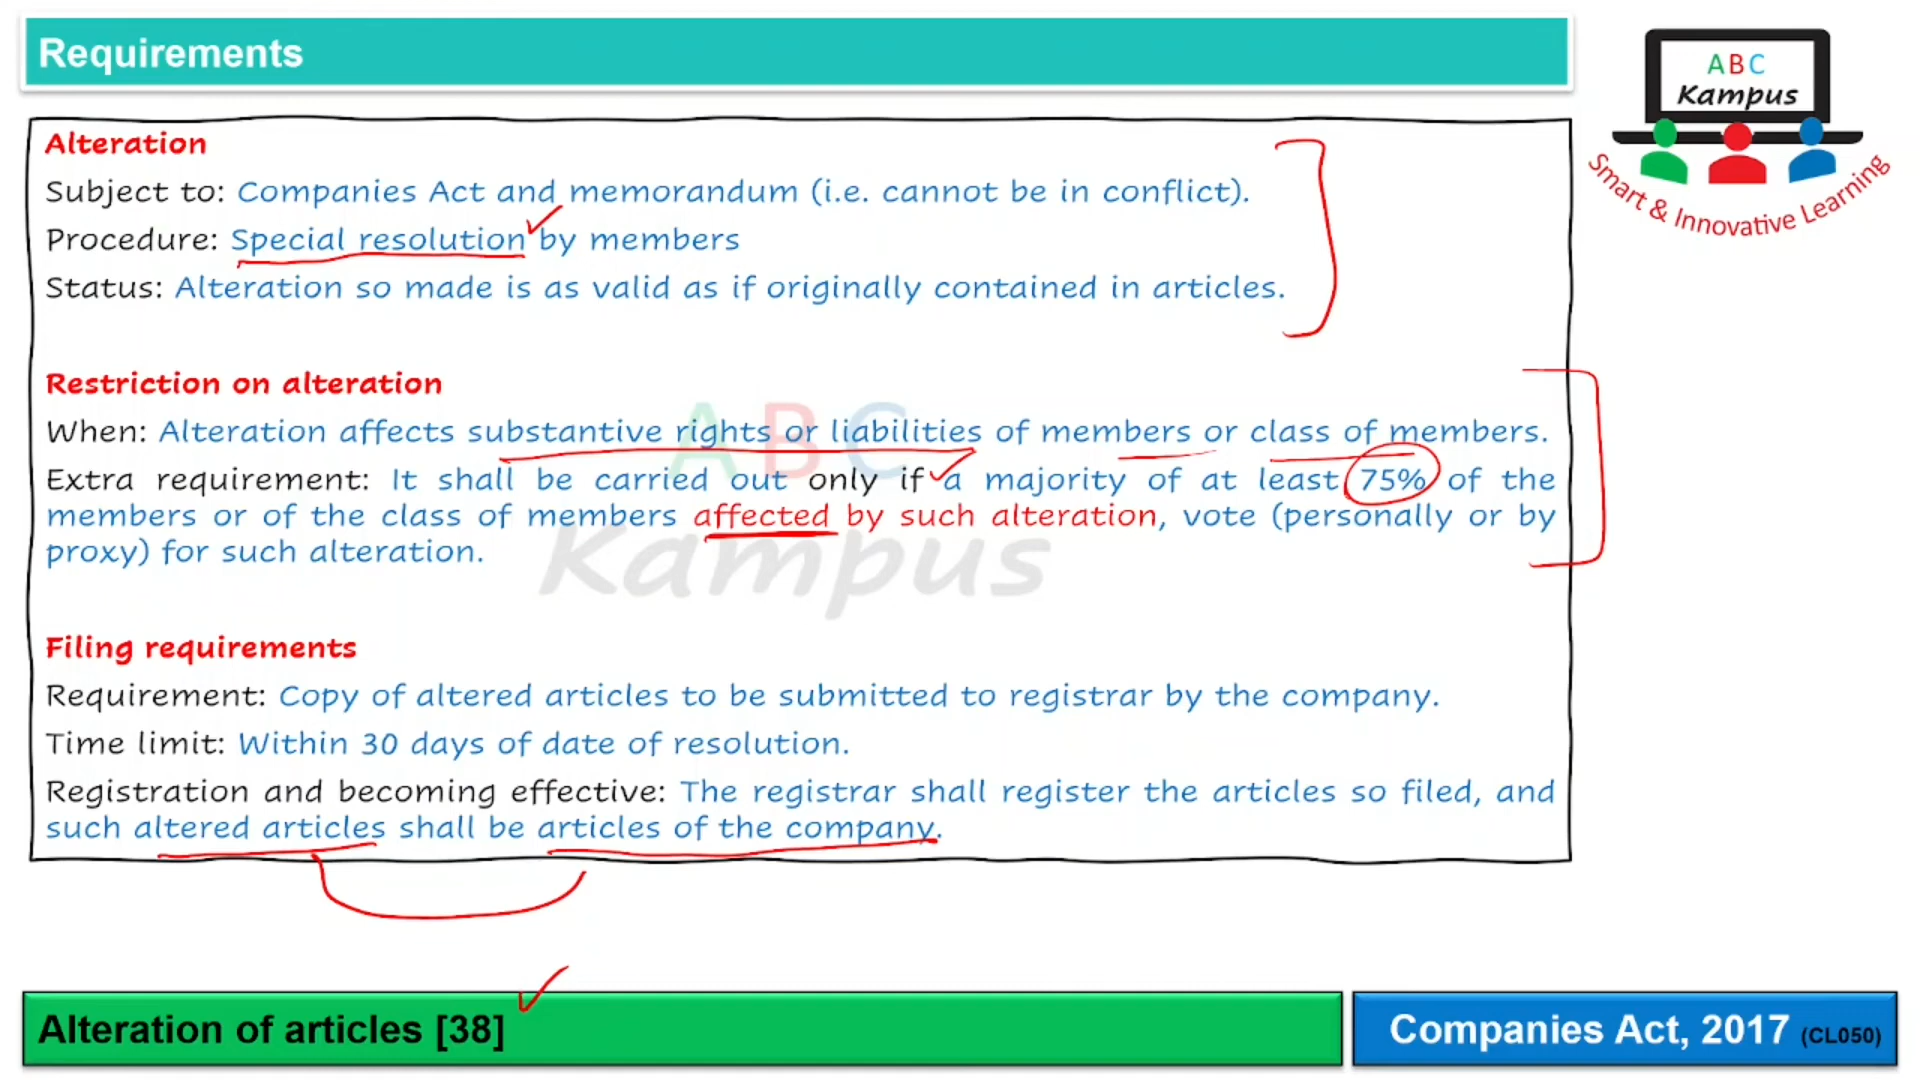 Requirements
ABC
Kampus
Smart & Innovative Learning
Alteration
Subject to: Companies Act and memorandum (i.e. cannot be in conflict).
Procedure: Special resolution by members
Status: Alteration so made is as valid as if originally contained in articles.
Restriction on alteration
When: Alteration affects substantive rights or liabilities of members or class of members.
Extra requirement: It shall be carried out only if a majority of at least 75% of the
members or of the class of members affected by such alteration, vote (personally or by
proxy) for such alteration.
ABC
Kampus
Filing requirements
Requirement: Copy of altered articles to be submitted to registrar by the company.
Time limit: Within 30 days of date of resolution.
Registration and becoming effective: The registrar shall register the articles so filed, and
such altered articles shall be articles of the company.
Alteration of articles [38]
Companies Act, 2017 (CL050)